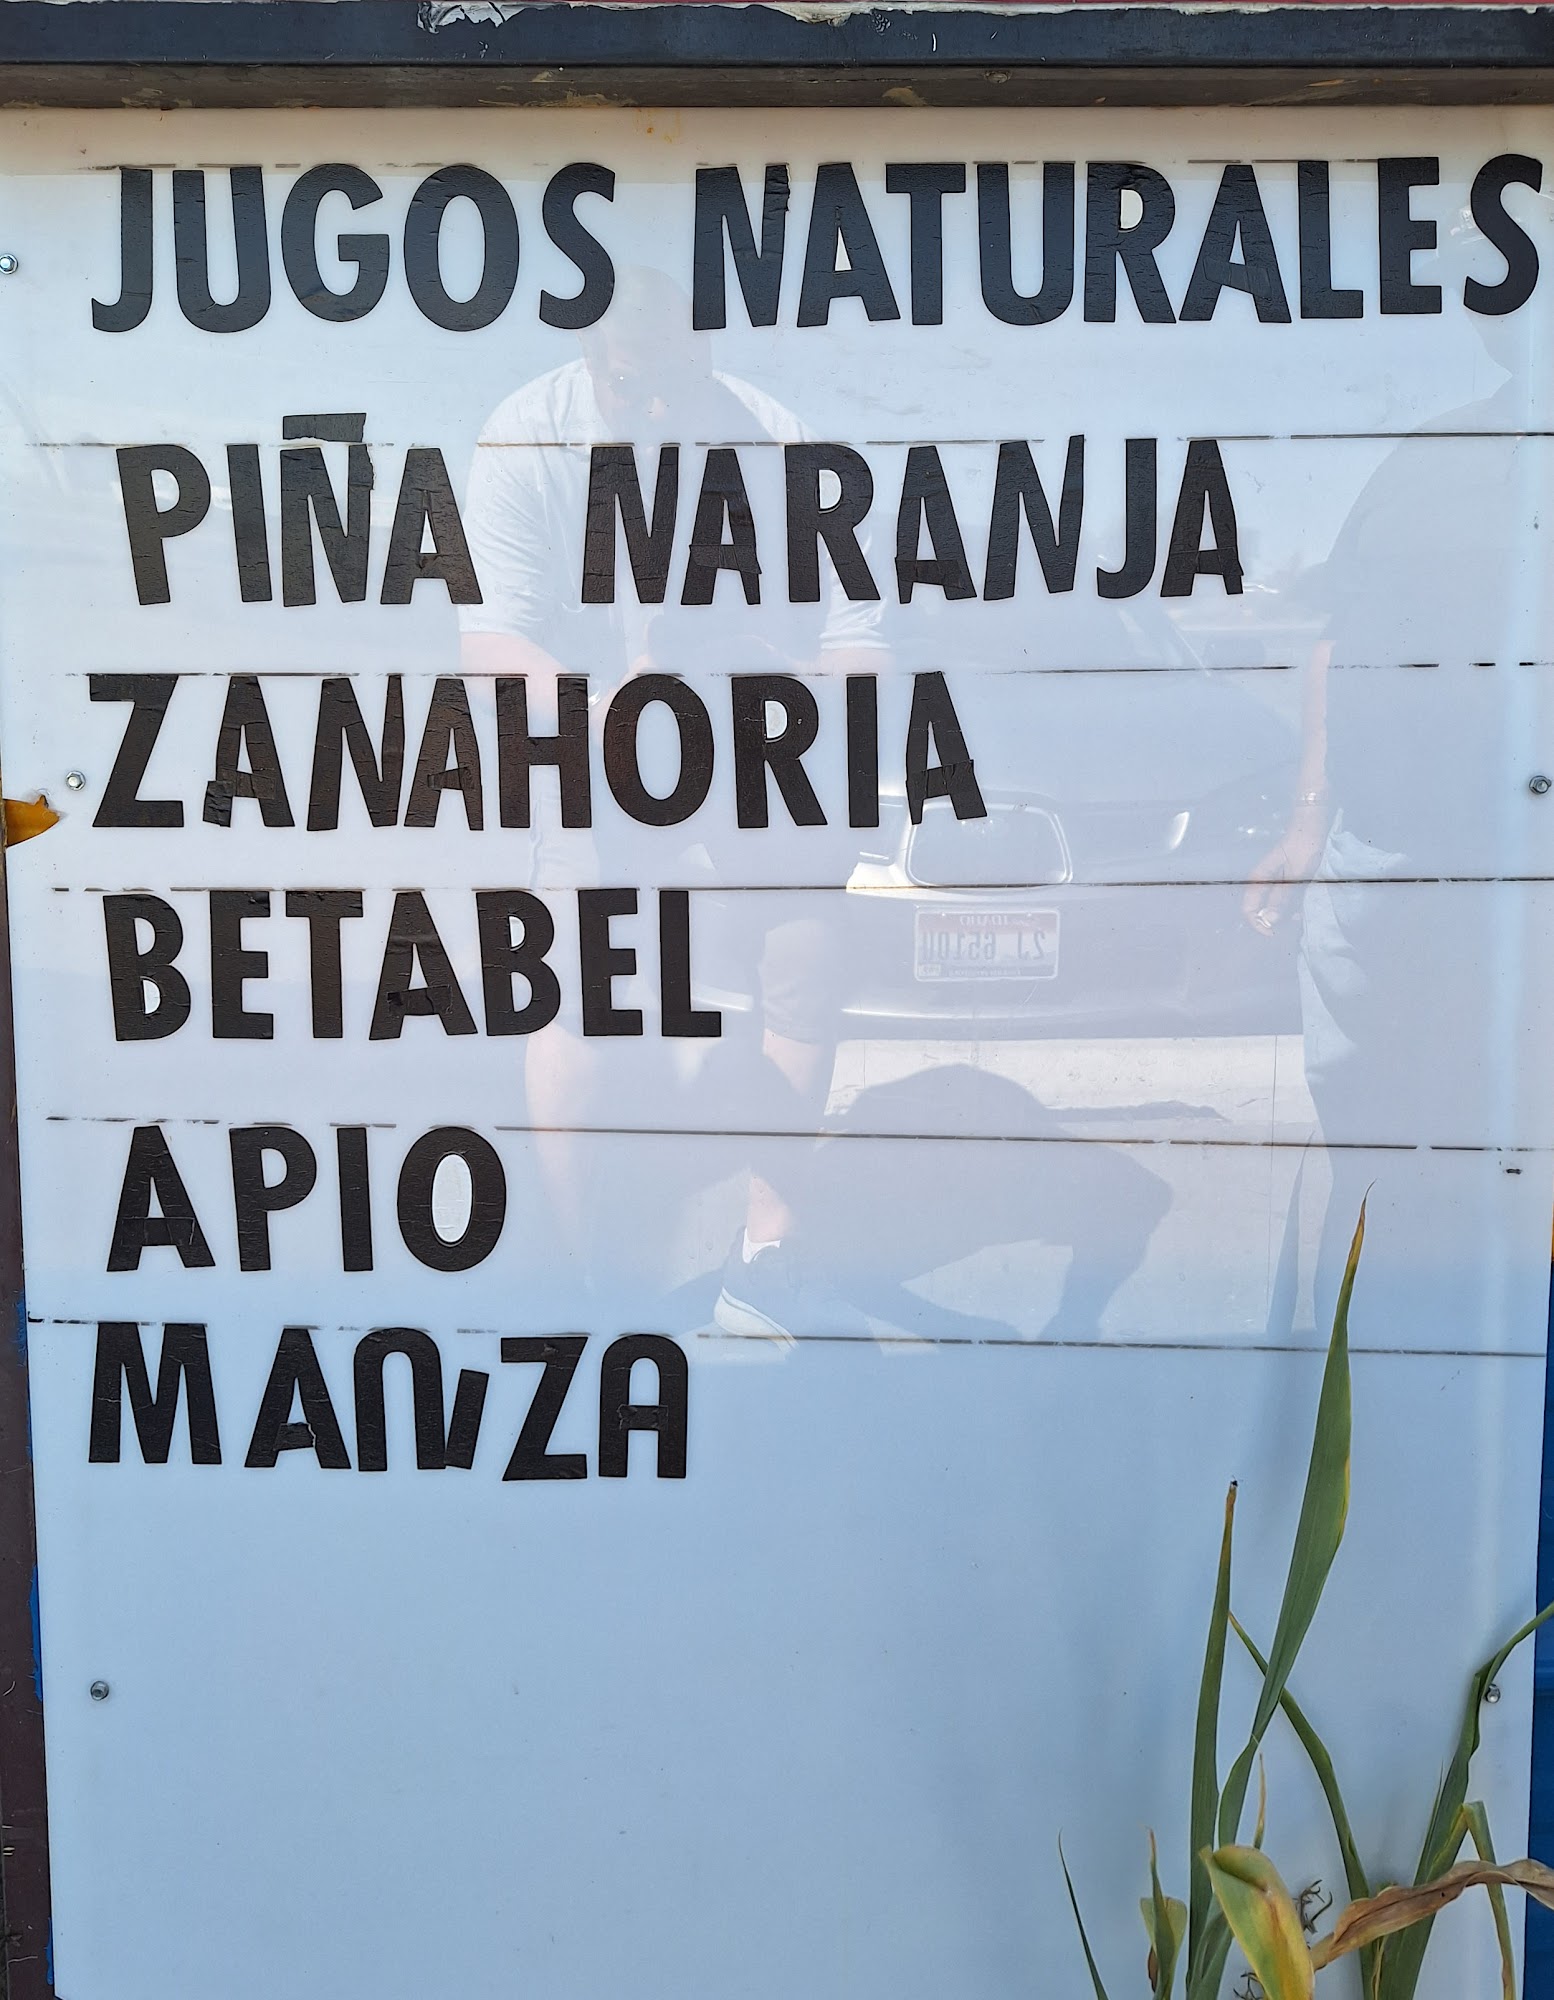 JUGOS NATURALES
PIÑA NARANJA
ZANAHORIA
BETABEL
APIO
MANZA